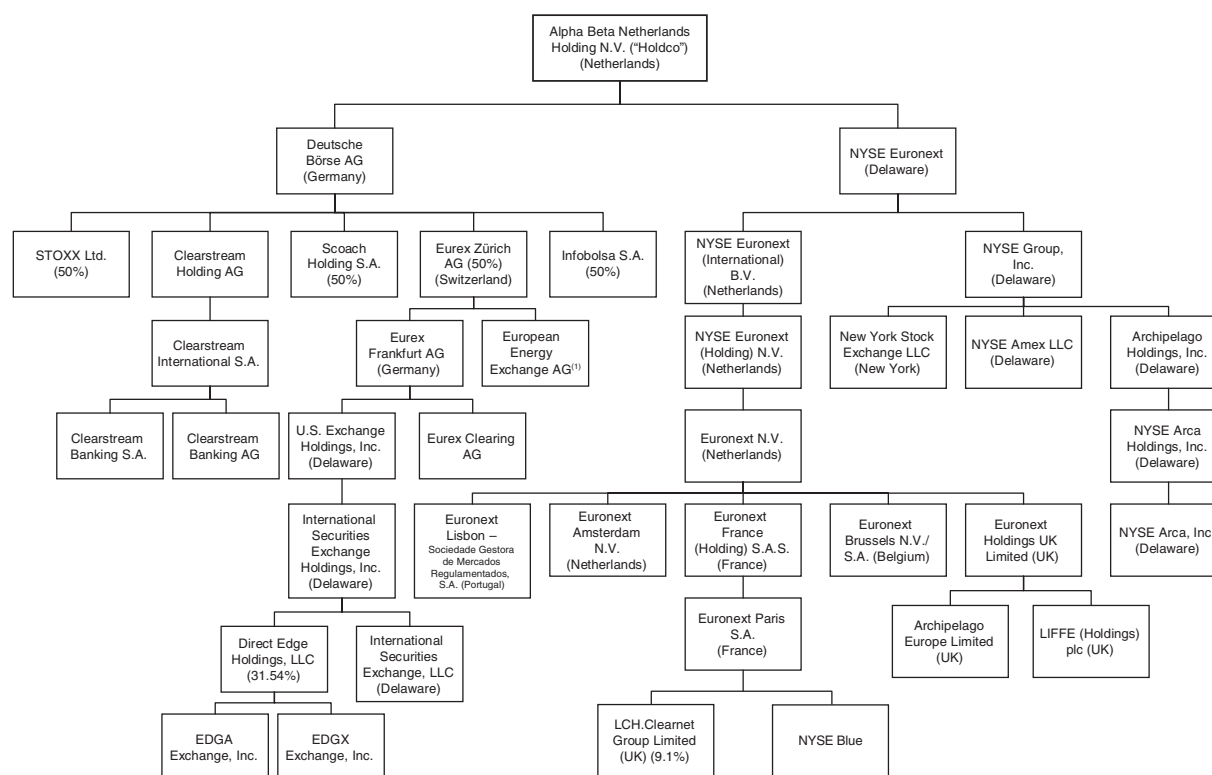 Alpha Beta Netherlands
Holding N.V. (“Holdco”)
(Netherlands)
Deutsche
Börse AG
(Germany)
NYSE Euronext
(Delaware)
STOXX Ltd.
(50%)
Clearstream
Holding AG
Scoach
Holding S.A.
(50%)
Eurex Zürich
AG (50%)
(Switzerland)
Infobolsa S.A.
(50%)
NYSE Euronext
(International)
B.V.
(Netherlands)
NYSE Group,
Inc.
(Delaware)
Clearstream
International S.A.
Eurex
Frankfurt AG
(Germany)
European
Energy
Exchange AG(1)
NYSE Euronext
(Holding) N.V.
(Netherlands)
New York Stock
Exchange LLC
(New York)
NYSE Amex LLC
(Delaware)
Archipelago
Holdings, Inc.
(Delaware)
Clearstream
Banking S.A.
Clearstream
Banking AG
U.S. Exchange
Holdings, Inc.
(Delaware)
Eurex Clearing
AG
Euronext N.V.
(Netherlands)
NYSE Arca
Holdings, Inc.
(Delaware)
International
Securities
Exchange
Holdings, Inc.
(Delaware)
Euronext
Lisbon –
Sociedade Gestora
de Mercados
Regulamentados,
S.A. (Portugal)
Euronext
Amsterdam
N.V.
(Netherlands)
Euronext
France
(Holding) S.A.S.
(France)
Euronext
Brussels N.V./
S.A. (Belgium)
Euronext
Holdings UK
Limited (UK)
NYSE Arca, Inc
(Delaware)
Direct Edge
Holdings, LLC
(31.54%)
International
Securities
Exchange, LLC
(Delaware)
Euronext Paris
S.A.
(France)
Archipelago
Europe Limited
(UK)
LIFFE (Holdings)
plc (UK)
EDGA
Exchange, Inc.
EDGX
Exchange, Inc.
LCH.Clearnet
Group Limited
(UK) (9.1%)
NYSE Blue